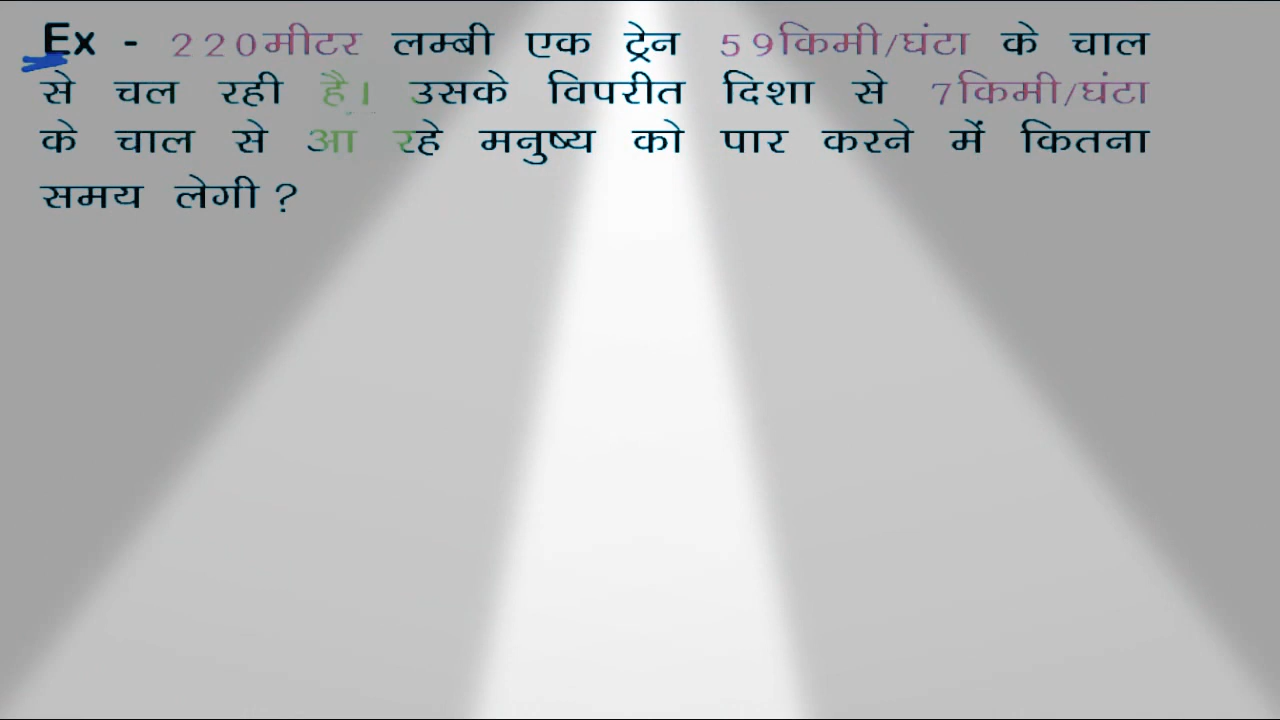 Ex - 220मीटर लम्बी एक ट्रेन 59किमी/घंटा के चाल
से चल रही है। उसके विपरीत दिशा से 7किमी/घंटा
के चाल से आ रहे मनुष्य को पार करने में कितना
समय लेगी ?